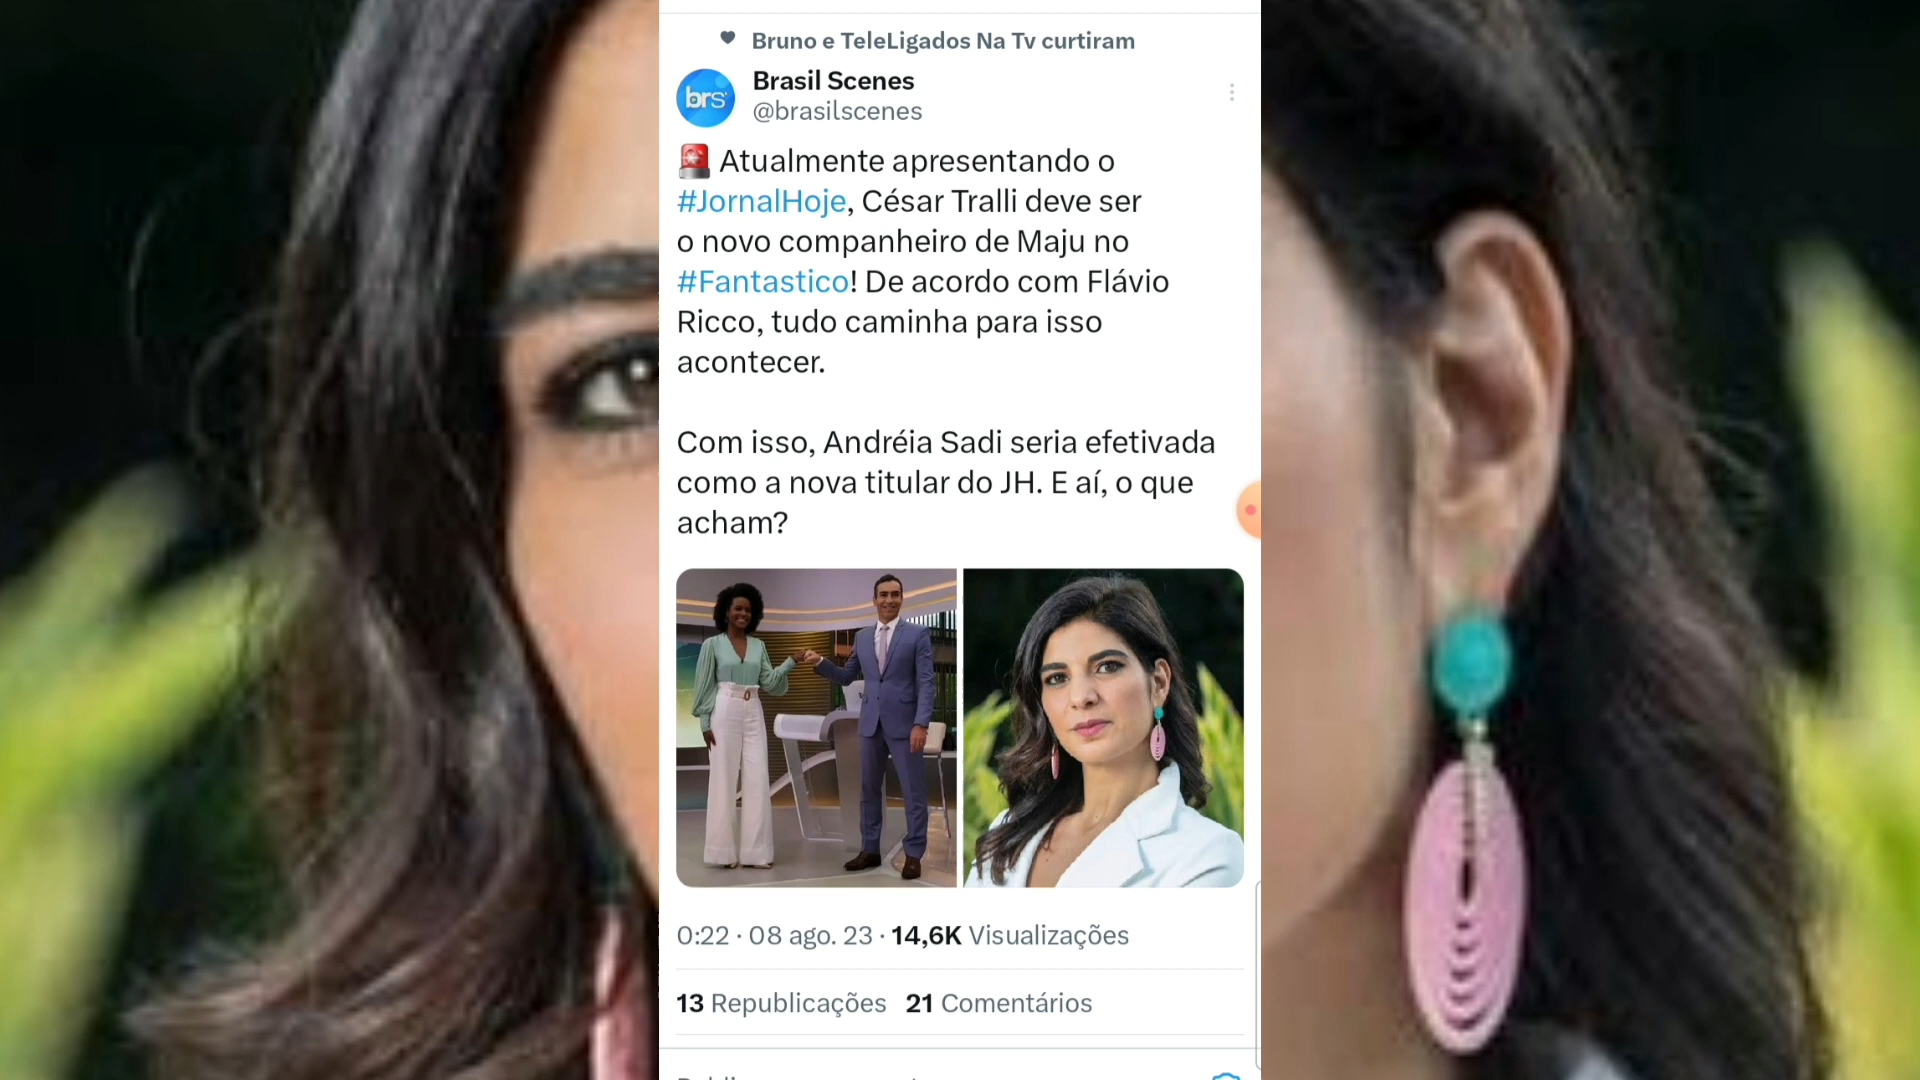 Bruno e TeleLigados Na Tv curtiram
brs
Brasil Scenes
@brasilscenes
🚨 Atualmente apresentando o
#JornalHoje, César Tralli deve ser
o novo companheiro de Maju no
#Fantastico! De acordo com Flávio
Ricco, tudo caminha para isso
acontecer.
Com isso, Andréia Sadi seria efetivada
como a nova titular do JH. E aí, o que
acham?
0:22 · 08 ago. 23 · 14,6K Visualizações
13 Republicações 21 Comentários